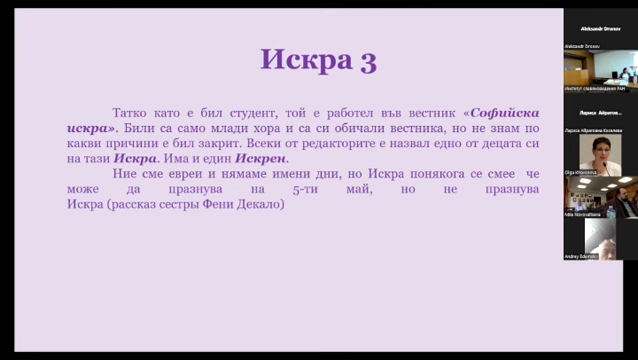 Искра 3
Татко като е бил студент, той е работел във вестник «Софийска
искра». Били са само млади хора и са си обичали вестника, но не знам по
какви причини е бил закрит. Всеки от редакторите е назвал едно от децата си
на тази Искра. Има и един Искрен.
Ние сме евреи и нямаме имени дни, но Искра понякога се смее че
може да празнува на 5-ти май, но не празнува
Искра (рассказ сестры Фени Декало)
Aleksandr Dronov
Aleksandr Dronov
Институт славяноведения РАН
Лариса Айратов...
Olga
Andrey